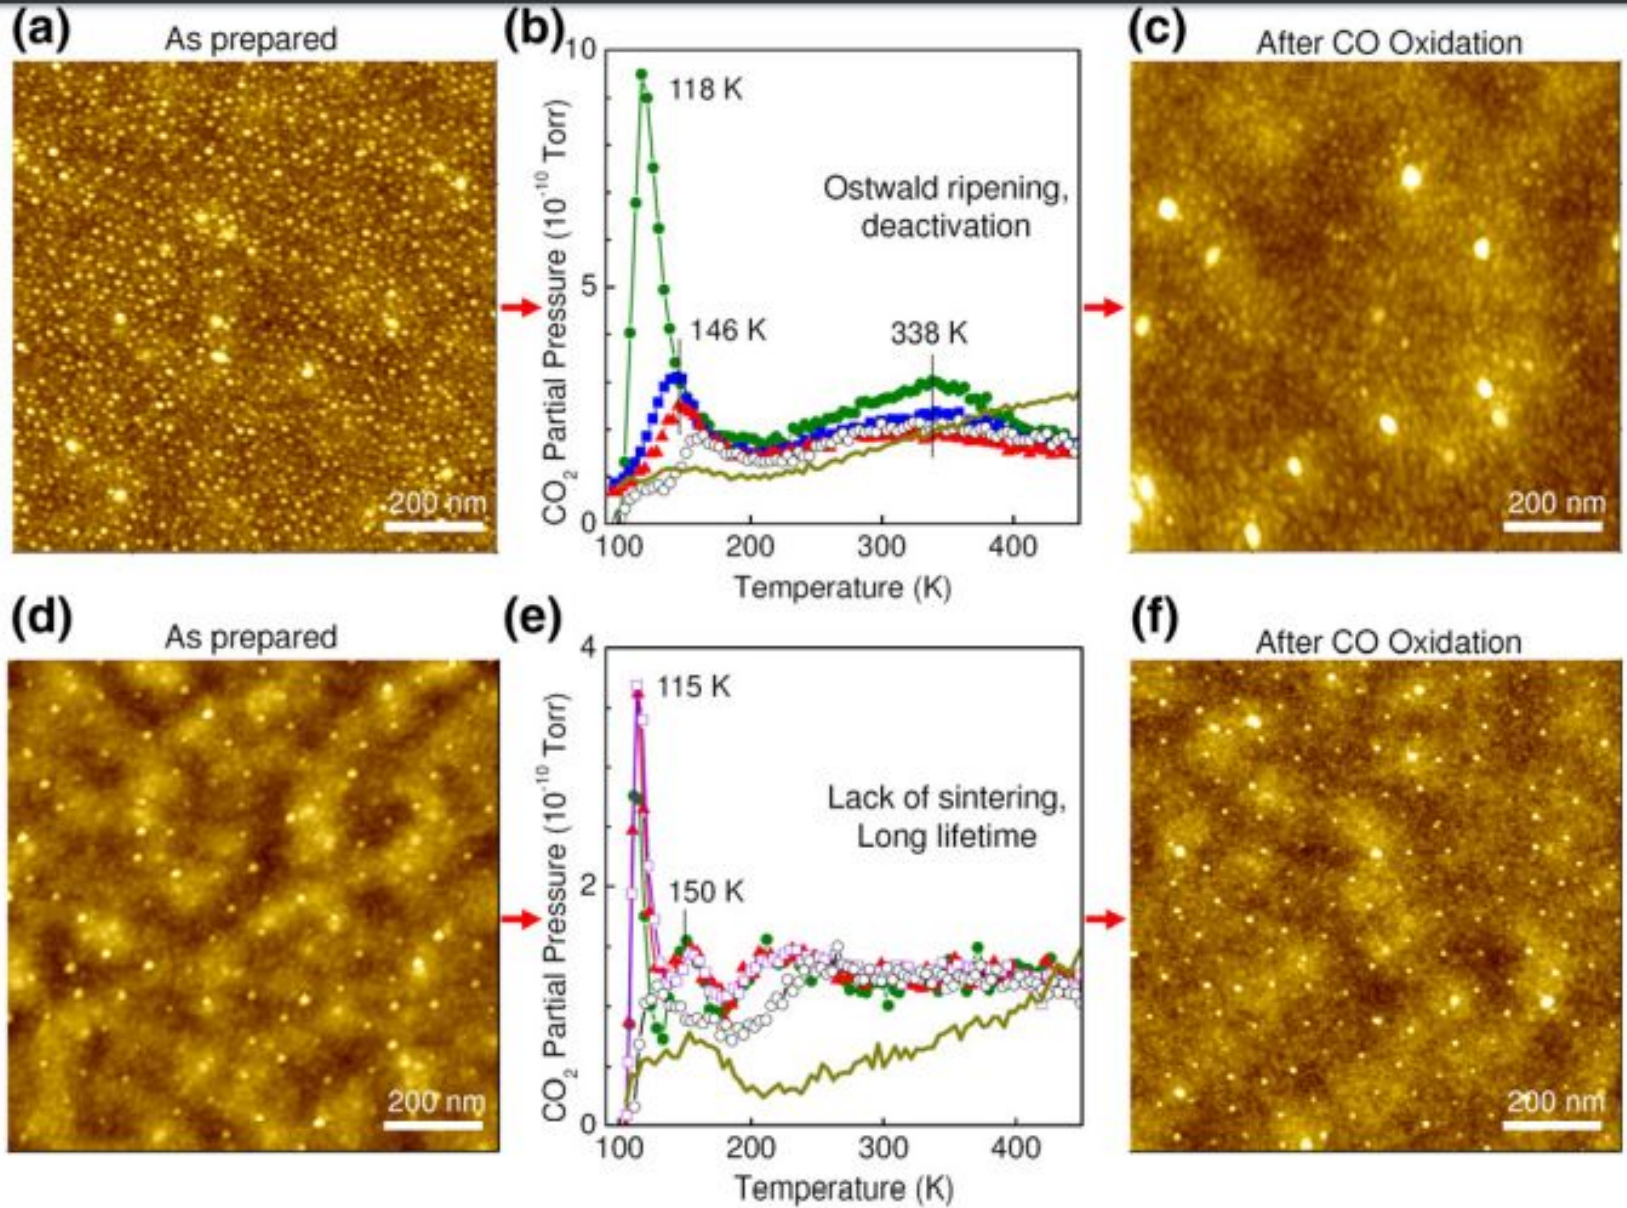 (a)
As prepared
200 nm
(b)
10
5
0
CO2 Partial Pressure (10-10 Torr)
118 K
146 K
338 K
Ostwald ripening,
deactivation
100 200 300 400
Temperature (K)
(c)
After CO Oxidation
200 nm
(d)
As prepared
200 nm
(e)
4
2
0
CO2 Partial Pressure (10-10 Torr)
115 K
150 K
Lack of sintering,
Long lifetime
100 200 300 400
Temperature (K)
(f)
After CO Oxidation
200 nm